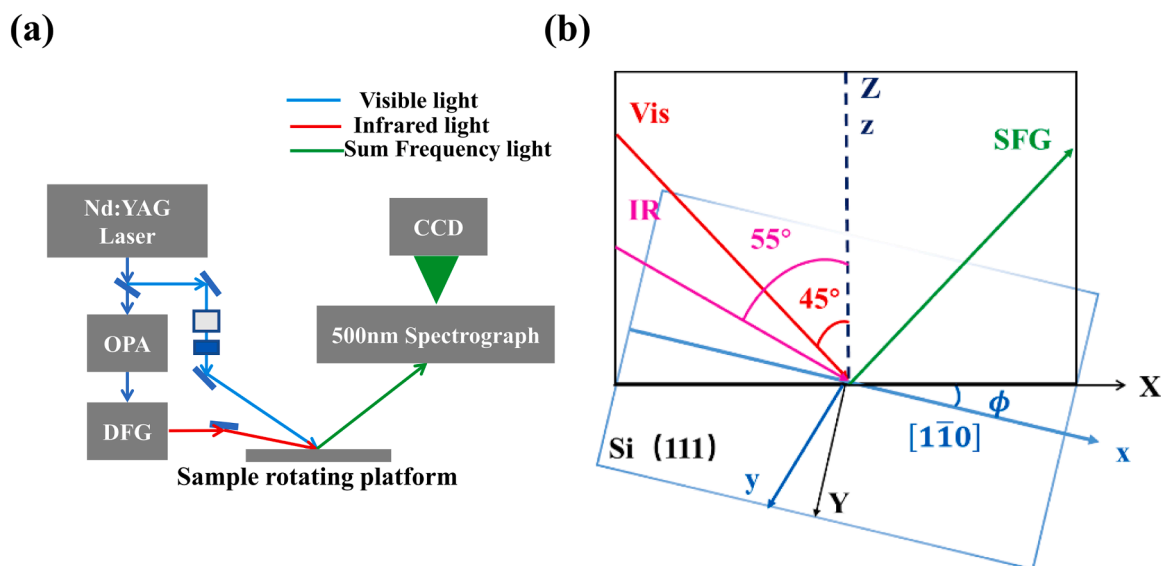 (a)
Visible light
Infrared light
Sum Frequency light
Nd:YAG
Laser
OPA
DFG
CCD
500nm Spectrograph
Sample rotating platform
(b)
Z
z
Vis
SFG
IR
55°
45°
X
ϕ
[11̅0]
Si（111）
x
y
Y